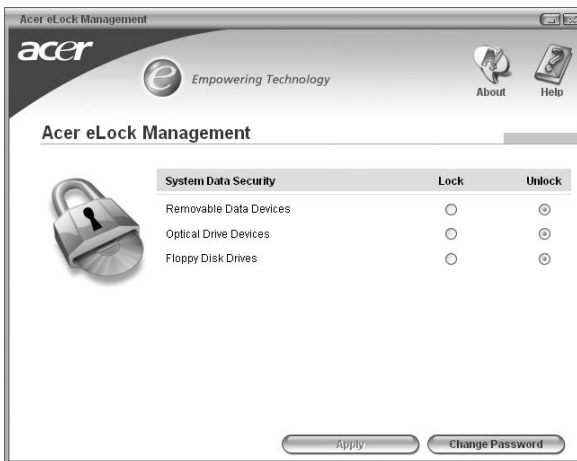 Acer eLock Management
acer
e Empowering Technology
About Help
Acer eLock Management
System Data Security Lock Unlock
Removable Data Devices
Optical Drive Devices
Floppy Disk Drives
Apply Change Password